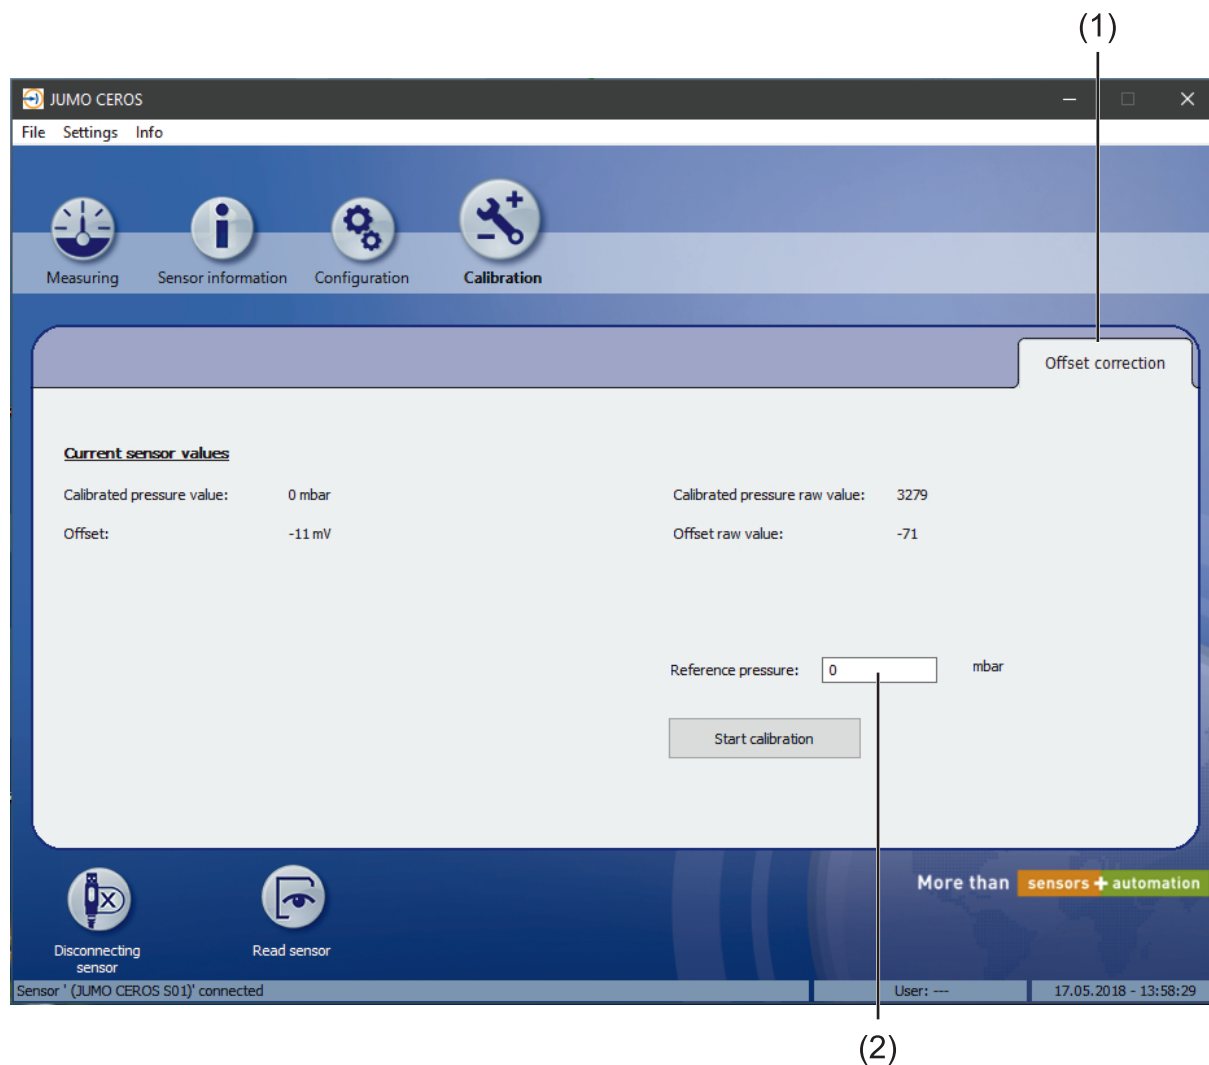 (1)
JUMO CEROS
File Settings Info
Measuring Sensor information Configuration Calibration
Offset correction
Current sensor values
Calibrated pressure value: 0 mbar Calibrated pressure raw value: 3279
Offset: -11 mV Offset raw value: -71
Reference pressure: 0 mbar
Start calibration
More than sensors + automation
Disconnecting
sensor
Read sensor
Sensor ' (JUMO CEROS S01)' connected User: --- 17.05.2018 - 13:58:29
(2)